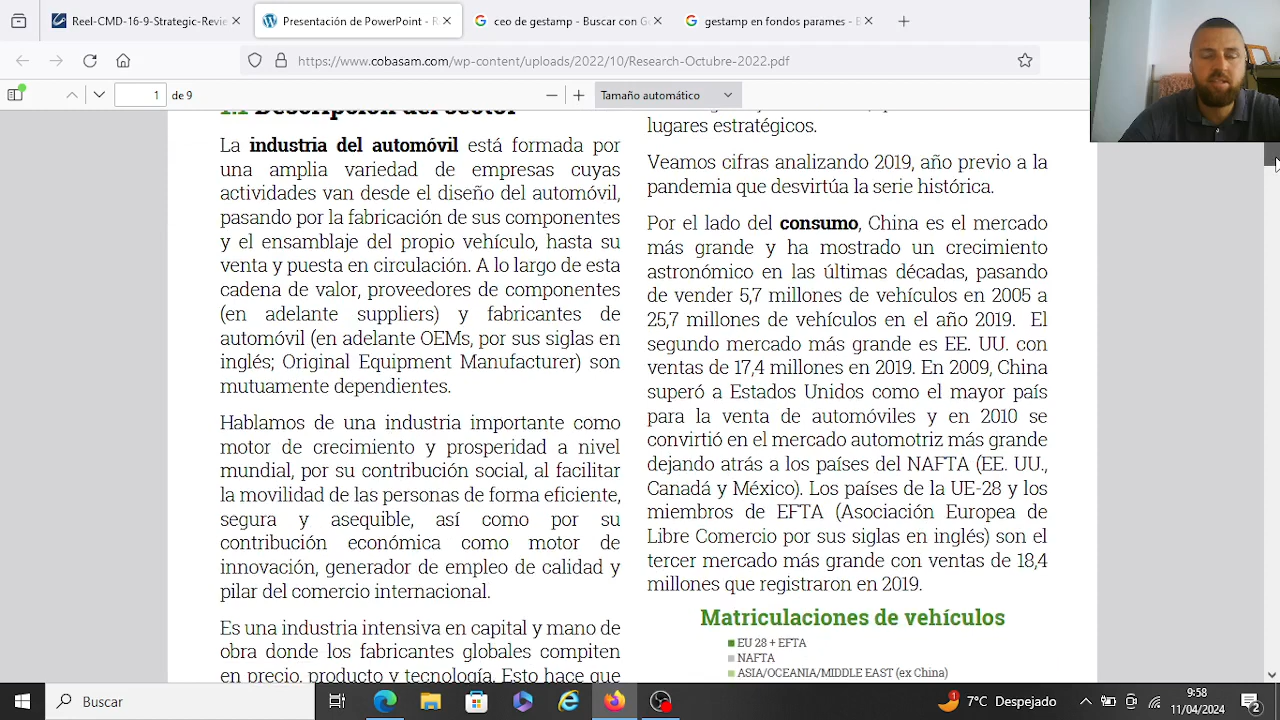 Reel-CMD-16-9-Strategic-Revie
Presentación de PowerPoint - R
ceo de gestamp - Buscar con G
gestamp en fondos parames - B
https://www.cobasam.com/wp-content/uploads/2022/10/Research-Octubre-2022.pdf
1 de 9
Tamaño automático
1.1 Descripción del sector
La industria del automóvil está formada por
una amplia variedad de empresas cuyas
actividades van desde el diseño del automóvil,
pasando por la fabricación de sus componentes
y el ensamblaje del propio vehículo, hasta su
venta y puesta en circulación. A lo largo de esta
cadena de valor, proveedores de componentes
(en adelante suppliers) y fabricantes de
automóvil (en adelante OEMs, por sus siglas en
inglés; Original Equipment Manufacturer) son
mutuamente dependientes.
Hablamos de una industria importante como
motor de crecimiento y prosperidad a nivel
mundial, por su contribución social, al facilitar
la movilidad de las personas de forma eficiente,
segura y asequible, así como por su
contribución económica como motor de
innovación, generador de empleo de calidad y
pilar del comercio internacional.
Es una industria intensiva en capital y mano de
obra donde los fabricantes globales compiten
en precio, producto y tecnología. Esto hace que
lugares estratégicos.
Veamos cifras analizando 2019, año previo a la
pandemia que desvirtúa la serie histórica.
Por el lado del consumo, China es el mercado
más grande y ha mostrado un crecimiento
astronómico en las últimas décadas, pasando
de vender 5,7 millones de vehículos en 2005 a
25,7 millones de vehículos en el año 2019. El
segundo mercado más grande es EE. UU. con
ventas de 17,4 millones en 2019. En 2009, China
superó a Estados Unidos como el mayor país
para la venta de automóviles y en 2010 se
convirtió en el mercado automotriz más grande
dejando atrás a los países del NAFTA (EE. UU.,
Canadá y México). Los países de la UE-28 y los
miembros de EFTA (Asociación Europea de
Libre Comercio por sus siglas en inglés) son el
tercer mercado más grande con ventas de 18,4
millones que registraron en 2019.
Matriculaciones de vehículos
EU 28 + EFTA
NAFTA
ASIA/OCEANIA/MIDDLE EAST (ex China)
Buscar
1
7°C Despejado
9:58
11/04/2024
2